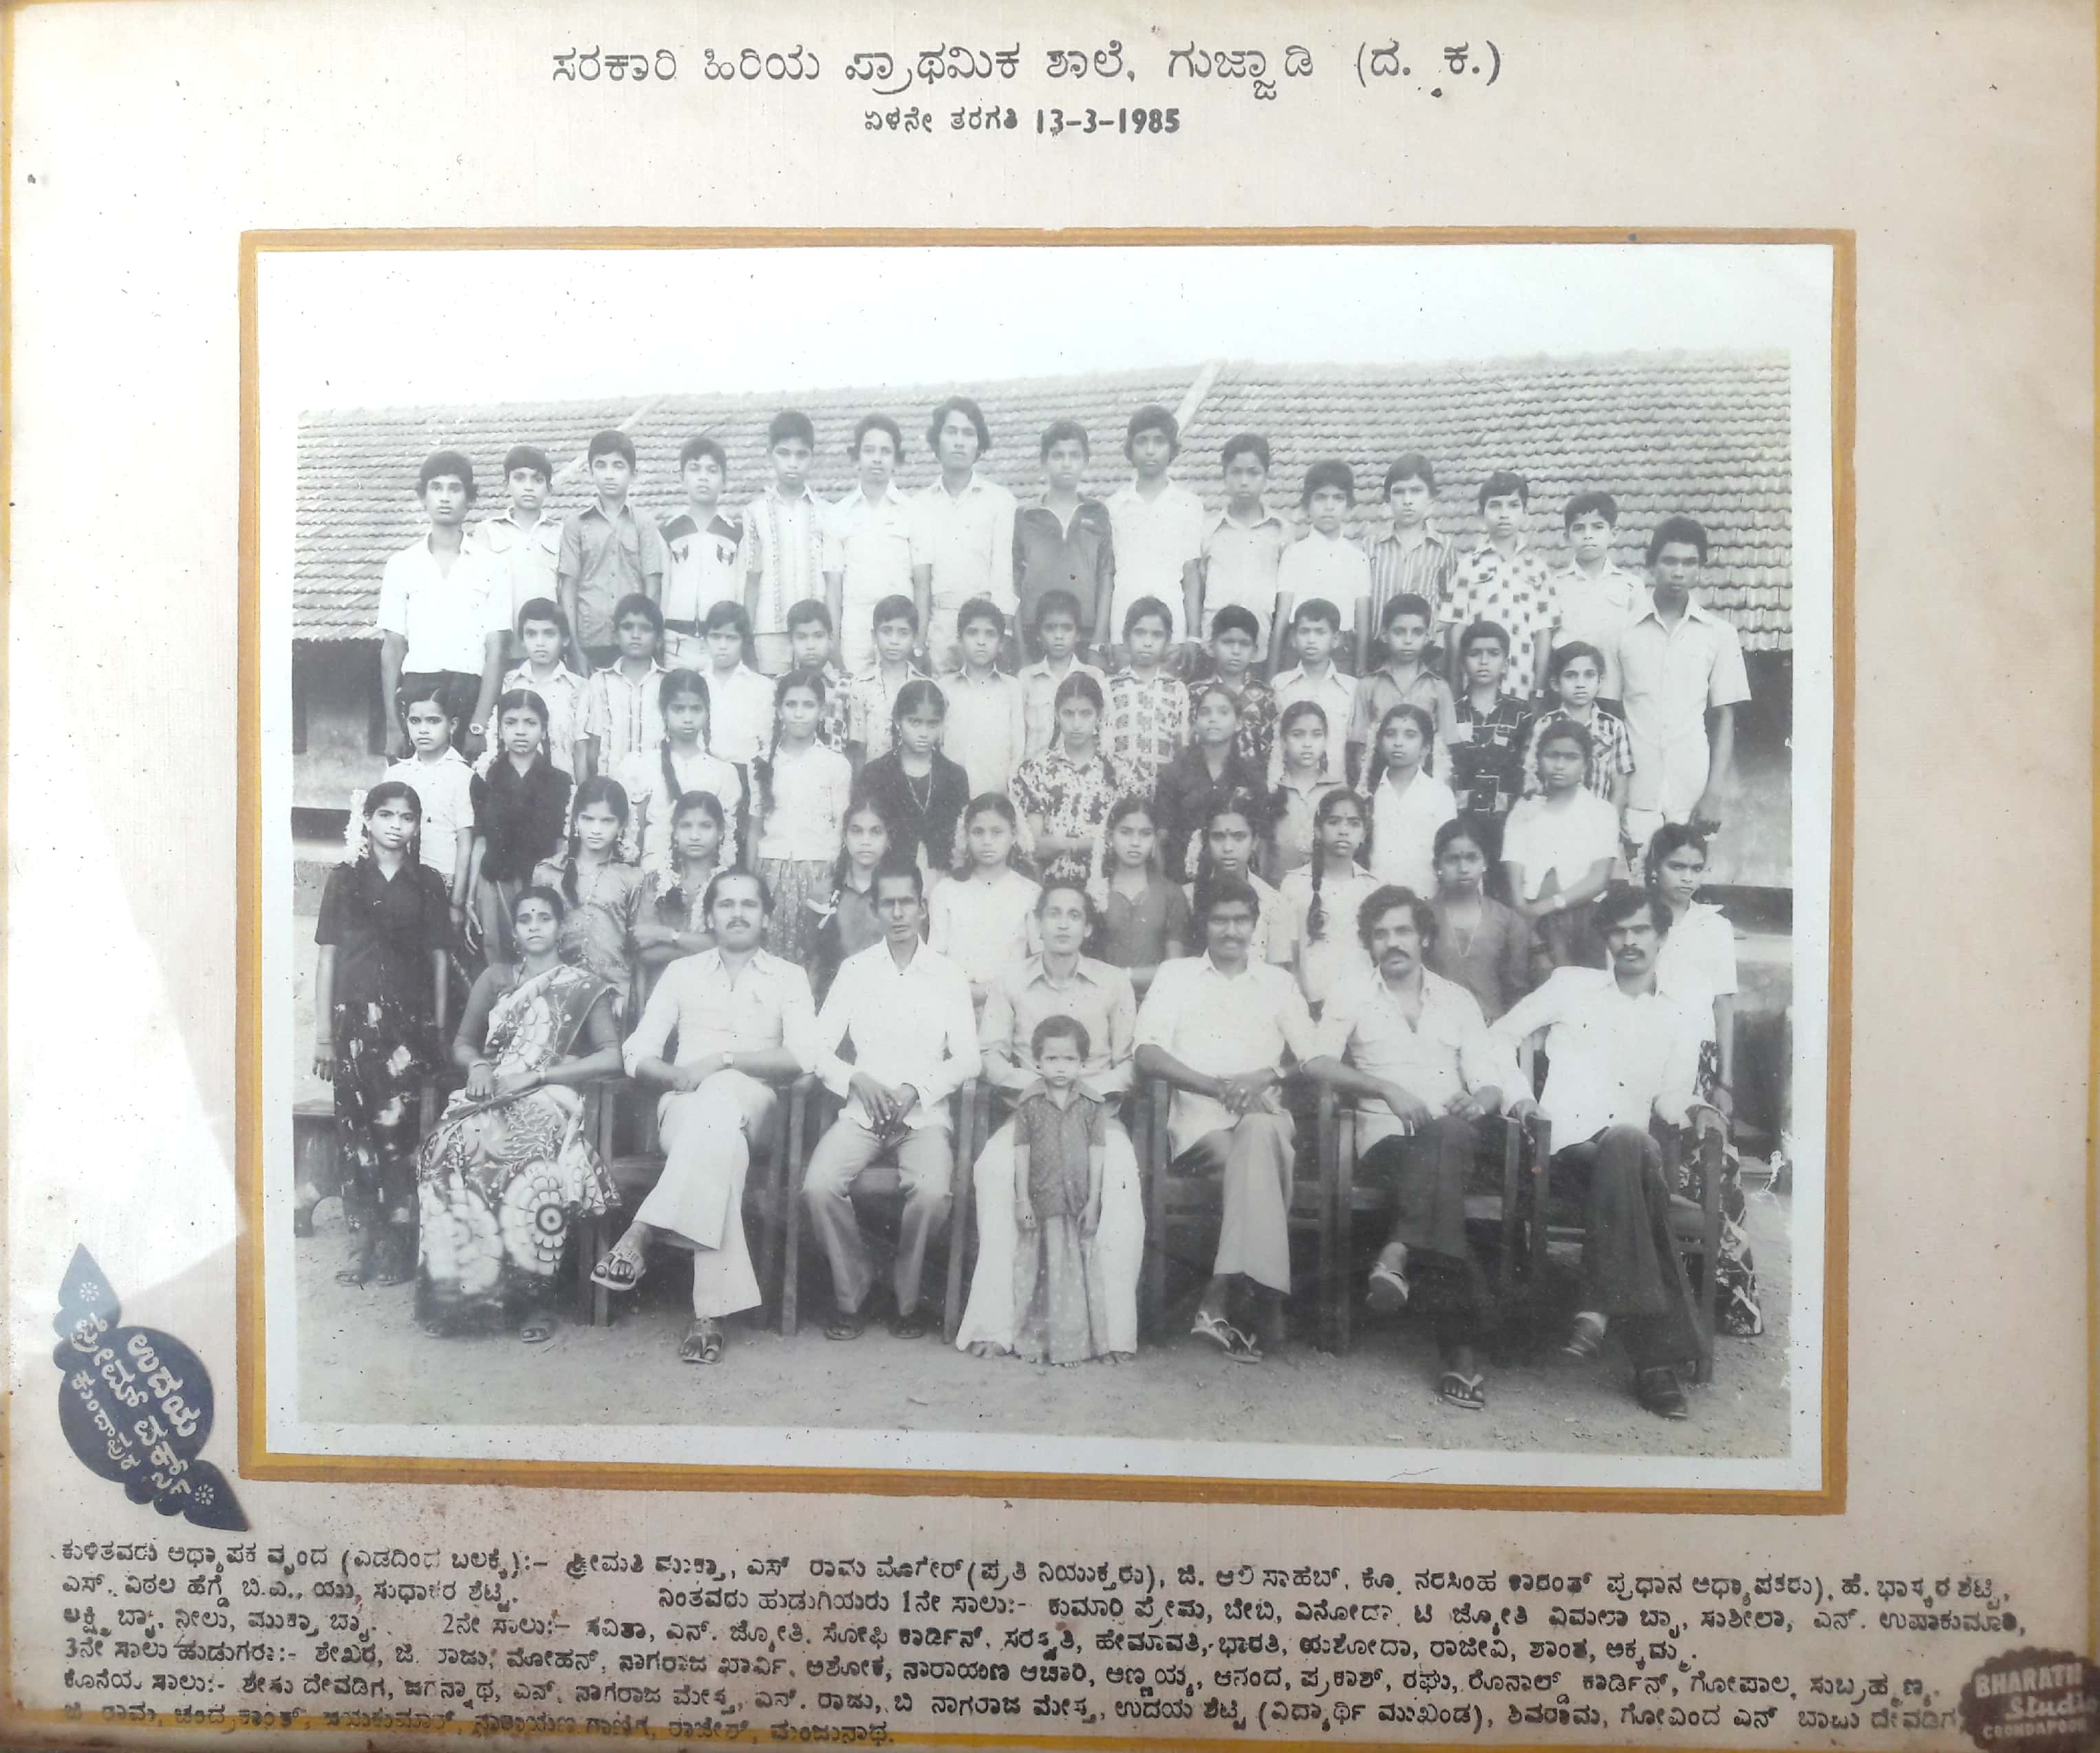 ಸರಕಾರಿ ಹಿರಿಯ ಪ್ರಾಥಮಿಕ ಶಾಲೆ, ಗುಜ್ಜಾಡಿ (ದ. ಕ.)
ಏಳನೇ ತರಗತಿ 13-3-1985
ಉದಯ
ಫ್ರೇಮ್ ವರ್ಕ್ಸ್
ಕುಂದಾಪುರ
ಕುಳಿತವರು ಅಧ್ಯಾಪಕ ವೃಂದ (ಎಡದಿಂದ ಬಲಕ್ಕೆ):- ಶ್ರೀಮತಿ ಮುಕ್ತಾ, ಎಸ್ ರಾಮ ಮೊಗೇರ್ (ಪ್ರತಿ ನಿಯುಕ್ತರು), ಜಿ. ಆಲಿ ಸಾಹೆಬ್, ಕೊ. ನರಸಿಂಹ ಕಾರಂತ್ ಪ್ರಧಾನ ಅಧ್ಯಾಪಕರು), ಹೆ. ಭಾಸ್ಕರ ಶೆಟ್ಟಿ,
ಎಸ್. ವಿಠಲ ಹೆಗ್ಡೆ ಬಿ.ಎ., ಯು, ಸುಧಾಕರ ಶೆಟ್ಟಿ. ನಿಂತವರು ಹುಡುಗಿಯರು 1ನೇ ಸಾಲು:- ಕುಮಾರಿ ಪ್ರೇಮ, ಬೇಬಿ, ವಿನೋದಾ, ಟಿ ಜ್ಯೋತಿ ವಿಮಲಾ ಬಾಯ್, ಸುಶೀಲಾ, ಎನ್. ಉಷಾಕುಮಾರಿ,
ಲಕ್ಷ್ಮಿ ಬಾಯ್, ನೀಲು, ಮುಕ್ತಾ ಬಾಯ್. 2ನೇ ಸಾಲು:- ಕವಿತಾ, ಎನ್. ಜ್ಯೋತಿ, ಸೋಫಿ ಕಾರ್ಡಿನ್, ಸರಸ್ವತಿ, ಹೇಮಾವತಿ, ಭಾರತಿ, ಯಶೋದಾ, ರಾಜೀವಿ, ಶಾಂತ, ಅಕ್ಕಮ್ಮ.
3ನೇ ಸಾಲು ಹುಡುಗರು:- ಶೇಖರ, ಜಿ. ರಾಜು, ಮೋಹನ್, ನಾಗರಾಜ ಖಾರ್ವಿ, ಅಶೋಕ, ನಾರಾಯಣ ಆಚಾರಿ, ಅಣ್ಣಯ್ಯ, ಆನಂದ, ಪ್ರಕಾಶ್, ರಘು, ರೊನಾಲ್ಡ್ ಕಾರ್ಡಿನ್, ಗೋಪಾಲ, ಸುಬ್ರಹ್ಮಣ್ಯ.
ಕೊನೆಯ ಸಾಲು:- ಶೇಷು ದೇವಡಿಗ, ಜಗನ್ನಾಥ, ಎನ್. ನಾಗರಾಜ ಮೇಸ್ತ, ಎನ್. ರಾಜು, ಬಿ ನಾಗರಾಜ ಮೇಸ್ತ, ಉದಯ ಶೆಟ್ಟಿ (ವಿದ್ಯಾರ್ಥಿ ಮುಖಂಡ), ಶಿವರಾಮ, ಗೋವಿಂದ ಎನ್ ಬಾಬು ದೇವಡಿಗ,
ಜಿ ರಾಮ, ಚಂದ್ರಕಾಂತ್, ಜಯಕುಮಾರ್, ನಾರಾಯಣ ಗಾಣಿಗ, ರಾಜೇಶ್, ಮಂಜುನಾಥ.
BHARATH
Studio
COONDAPOOR